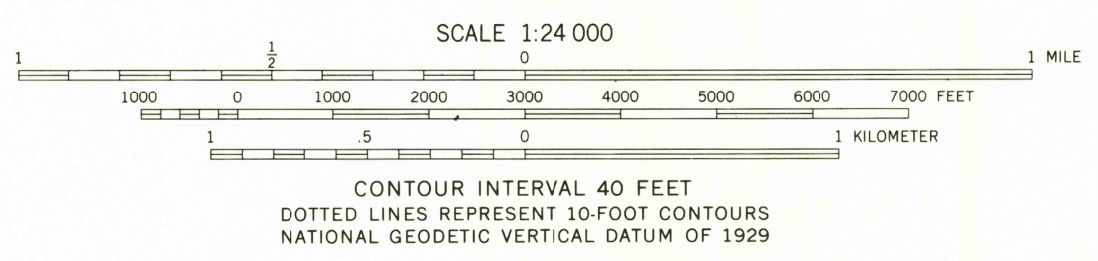 SCALE 1:24 000
1 ½ 0 1 MILE
1000 0 1000 2000 3000 4000 5000 6000 7000 FEET
1 .5 0 1 KILOMETER
CONTOUR INTERVAL 40 FEET
DOTTED LINES REPRESENT 10-FOOT CONTOURS
NATIONAL GEODETIC VERTICAL DATUM OF 1929